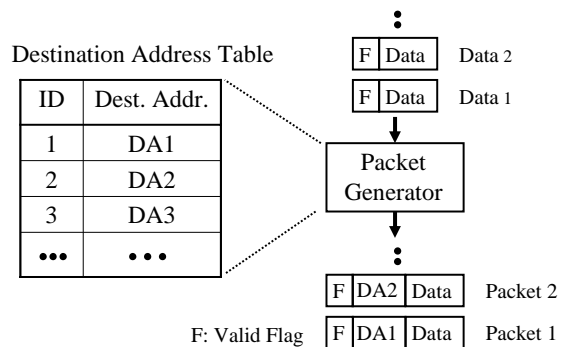 Destination Address Table
ID Dest. Addr.
1 DA1
2 DA2
3 DA3
••• •••
F Data Data 2
F Data Data 1
Packet
Generator
F DA2 Data Packet 2
F: Valid Flag F DA1 Data Packet 1